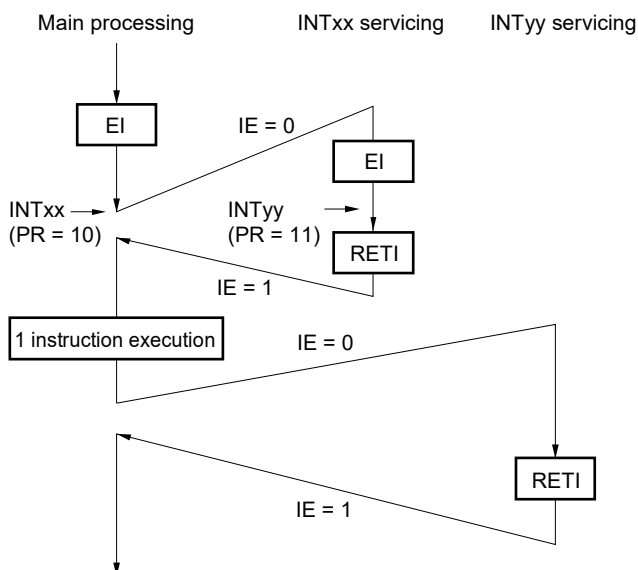 Main processing
INTxx servicing
INTyy servicing
EI
IE = 0
EI
INTxx
(PR = 10)
INTyy
(PR = 11)
RETI
IE = 1
1 instruction execution
IE = 0
RETI
IE = 1